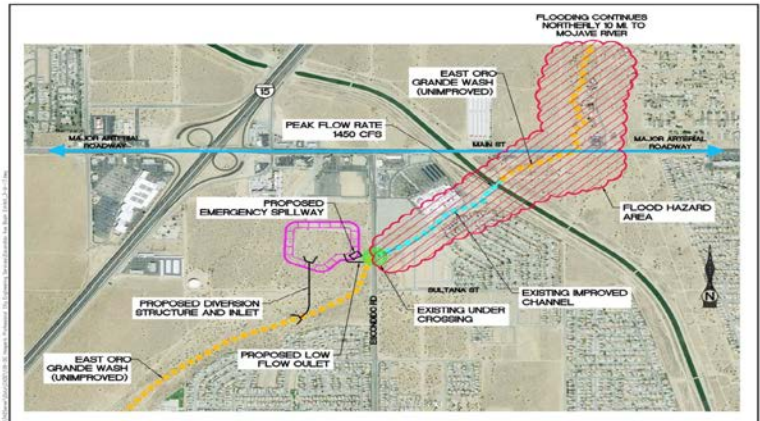 FLOODING CONTINUES
NORTHERLY 10 MI. TO
MOJAVE RIVER
EAST ORO
GRANDE WASH
(UNIMPROVED)
15
PEAK FLOW RATE
1450 CFS
MAJOR ARTERIAL
ROADWAY
MAIN ST
MAJOR ARTERIAL
ROADWAY
PROPOSED
EMERGENCY SPILLWAY
FLOOD HAZARD
AREA
SULTANA ST
PROPOSED DIVERSION
STRUCTURE AND INLET
EXISTING IMPROVED
CHANNEL
N
EXISTING UNDER
CROSSING
ESCONDIDO RD
PROPOSED LOW
FLOW OULET
EAST ORO
GRANDE WASH
(UNIMPROVED)